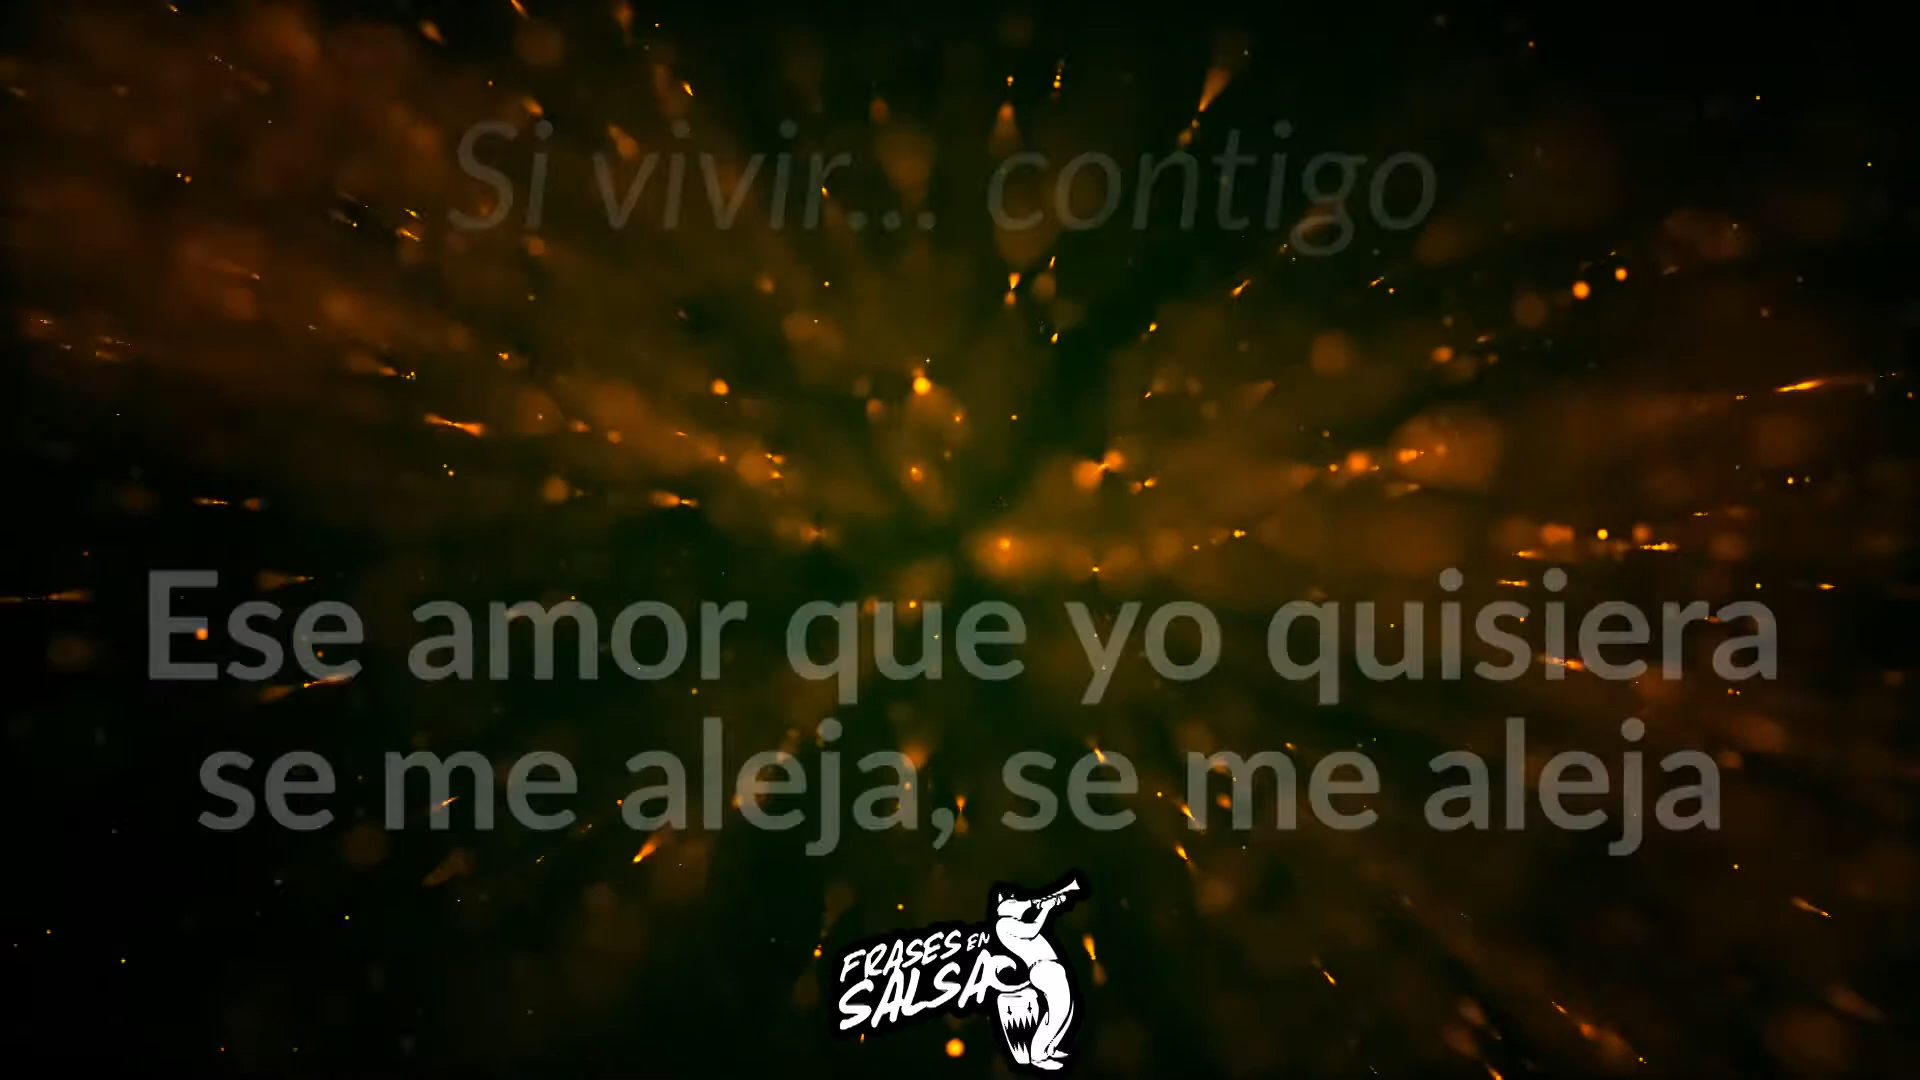 Si vivir... contigo
Ese amor que yo quisiera
se me aleja, se me aleja
FRASES EN
SALSA